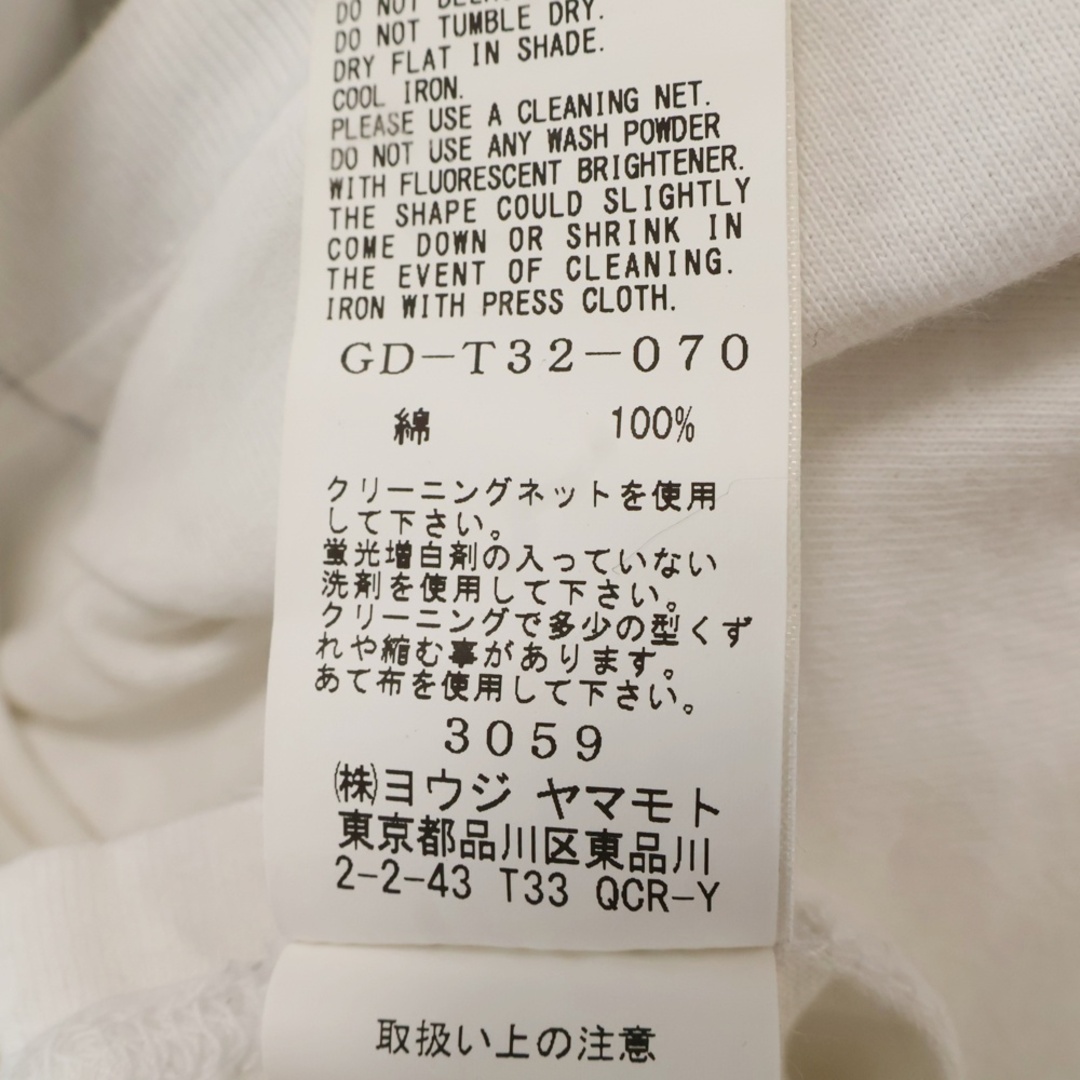 DO NOT
DO NOT TUMBLE DRY.
DRY FLAT IN SHADE.
COOL IRON.
PLEASE USE A CLEANING NET.
DO NOT USE ANY WASH POWDER
WITH FLUORESCENT BRIGHTENER.
THE SHAPE COULD SLIGHTLY
COME DOWN OR SHRINK IN
THE EVENT OF CLEANING.
IRON WITH PRESS CLOTH.
GD-T32-070
綿 100%
クリーニングネットを使用
して下さい。
蛍光増白剤の入っていない
洗剤を使用して下さい。
クリーニングで多少の型くず
れや縮む事があります。
あて布を使用して下さい。
3059
(株)ヨウジ ヤマモト
東京都品川区東品川
2-2-43 T33 QCR-Y
取扱い上の注意